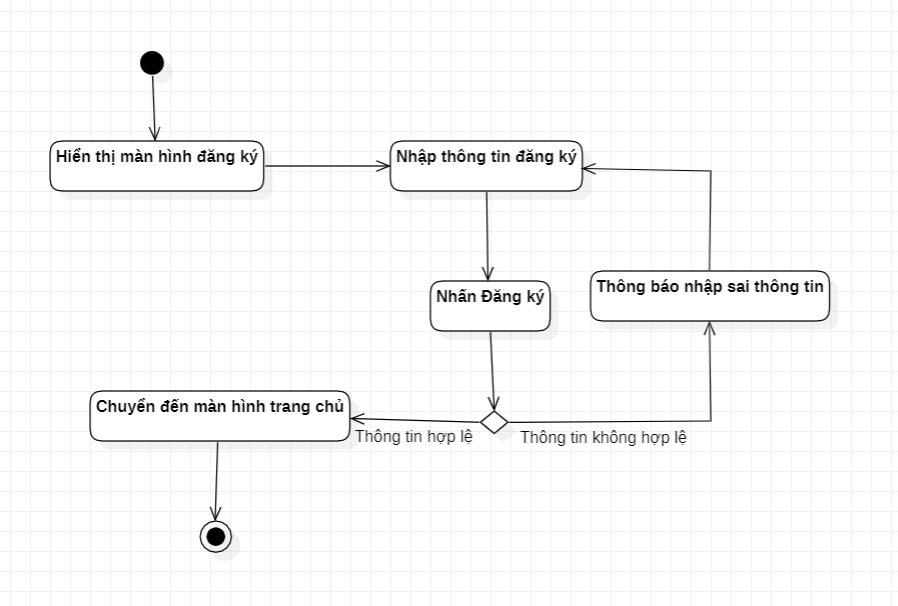 Hiển thị màn hình đăng ký
Nhập thông tin đăng ký
Nhấn Đăng ký
Thông báo nhập sai thông tin
Chuyển đến màn hình trang chủ
Thông tin hợp lệ
Thông tin không hợp lệ